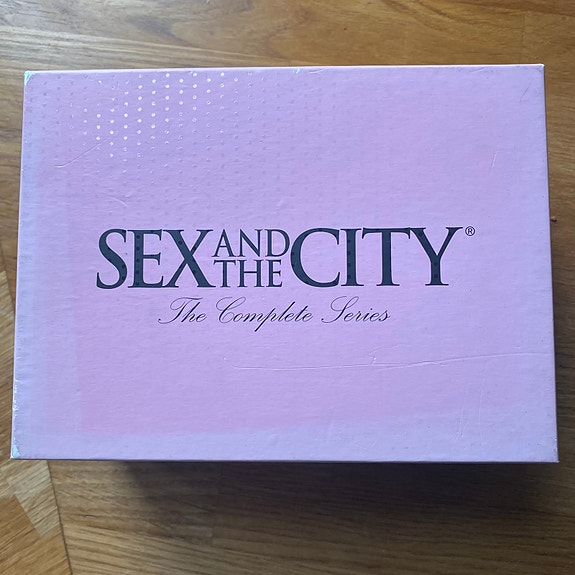 SEX AND THE CITY®
The Complete Series